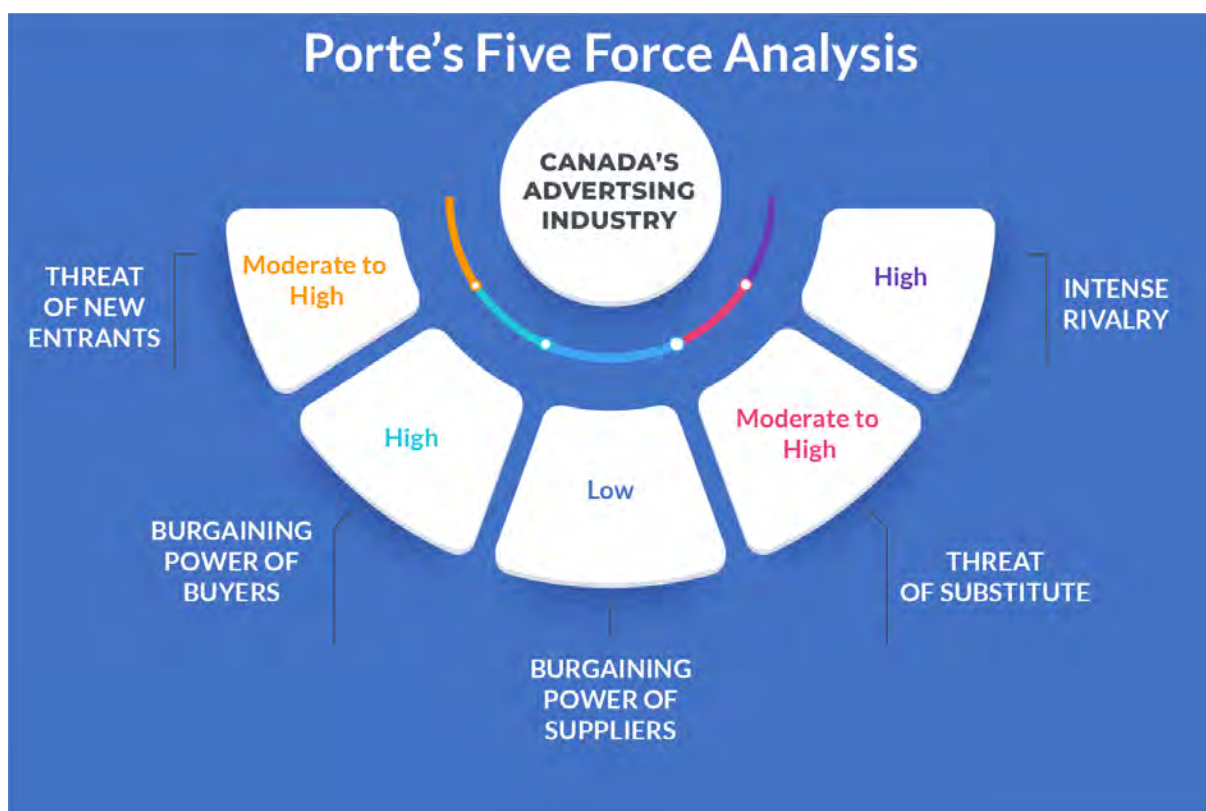 Porte's Five Force Analysis
CANADA'S
ADVERTSING
INDUSTRY
THREAT
OF NEW
ENTRANTS
Moderate to
High
BURGAINING
POWER OF
BUYERS
High
BURGAINING
POWER OF
SUPPLIERS
Low
THREAT
OF SUBSTITUTE
Moderate to
High
INTENSE
RIVALRY
High